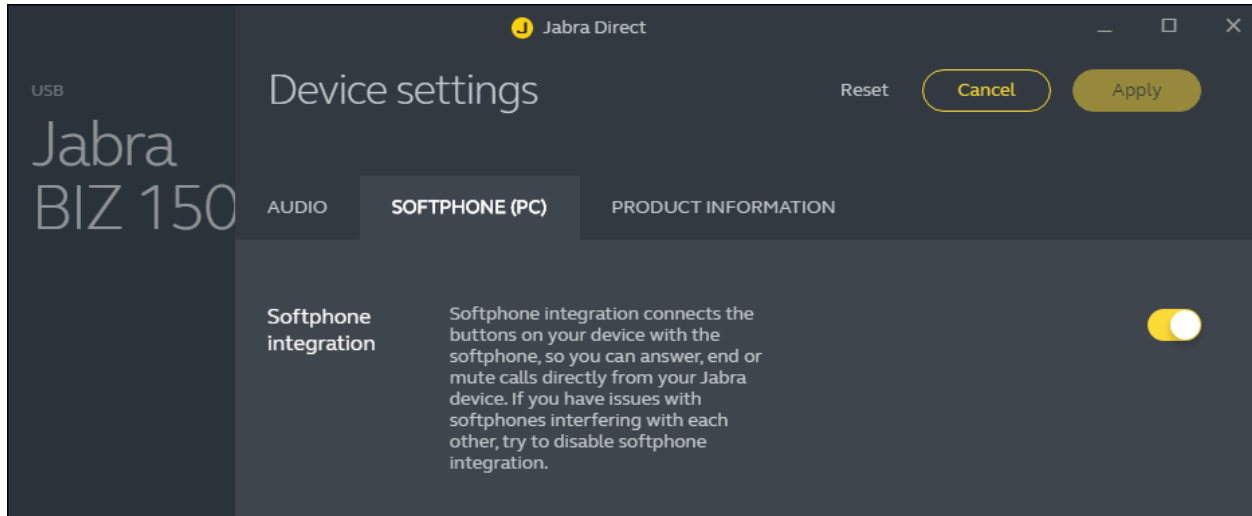 Jabra Direct
USB
Jabra
BIZ 150
Device settings
Reset
Cancel
Apply
AUDIO
SOFTPHONE (PC)
PRODUCT INFORMATION
Softphone
integration
Softphone integration connects the
buttons on your device with the
softphone, so you can answer, end or
mute calls directly from your Jabra
device. If you have issues with
softphones interfering with each
other, try to disable softphone
integration.